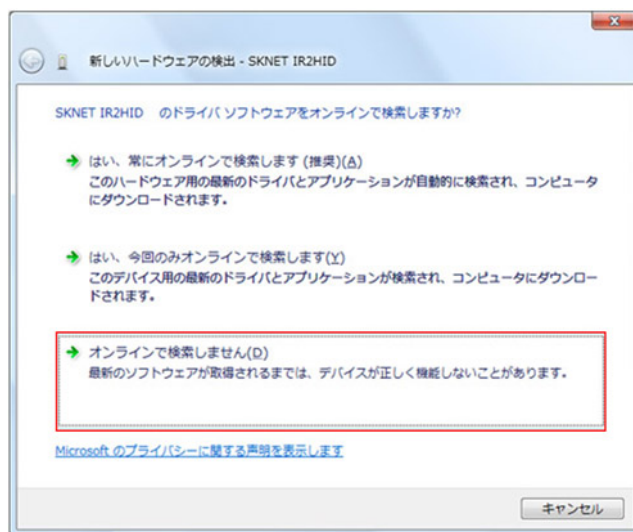 新しいハードウェアの検出 - SKNET IR2HID
SKNET IR2HID のドライバ ソフトウェアをオンラインで検索しますか?
はい、常にオンラインで検索します (推奨)(A)
このハードウェア用の最新のドライバとアプリケーションが自動的に検索され、コンピュータ
にダウンロードされます。
はい、今回のみオンラインで検索します(Y)
このデバイス用の最新のドライバとアプリケーションが検索され、コンピュータにダウンロー
ドされます。
オンラインで検索しません(D)
最新のソフトウェアが取得されるまでは、デバイスが正しく機能しないことがあります。
Microsoft のプライバシーに関する声明を表示します
キャンセル